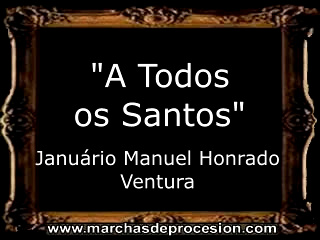 "A Todos
os Santos"
Januário Manuel Honrado
Ventura
www.marchasdeprocesion.com